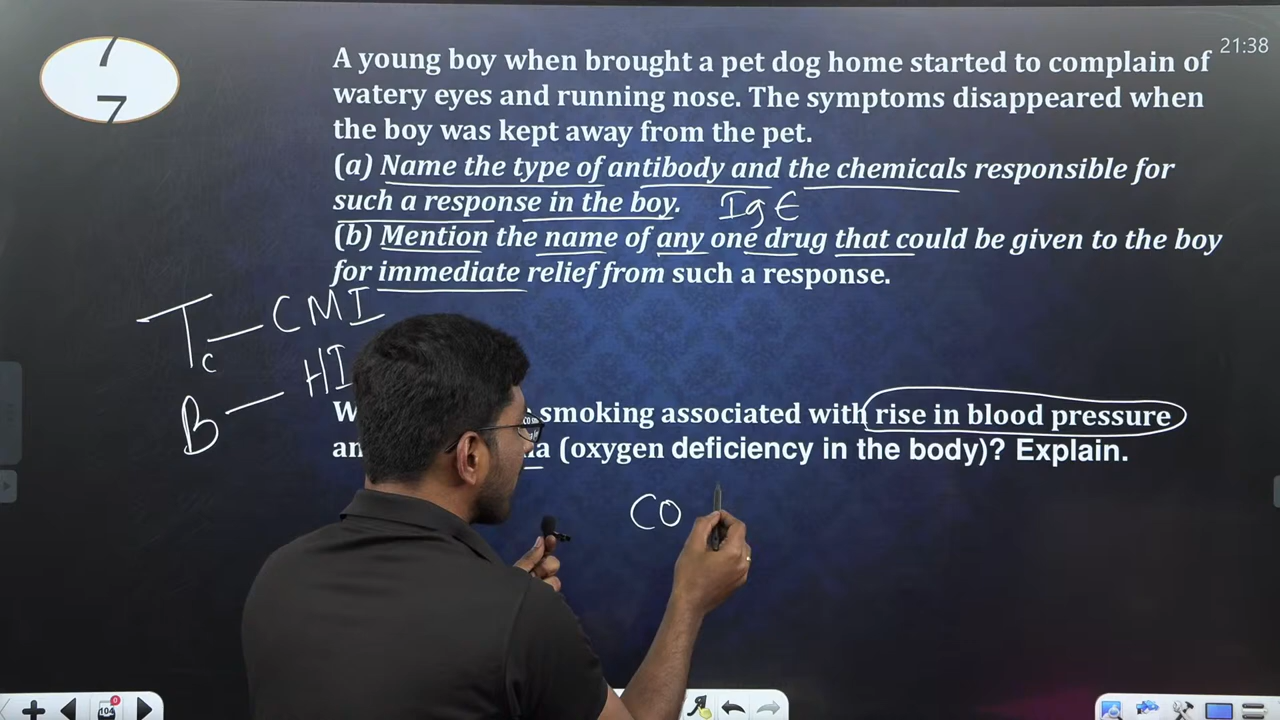 7
7
21:38
A young boy when brought a pet dog home started to complain of
watery eyes and running nose. The symptoms disappeared when
the boy was kept away from the pet.
(a) Name the type of antibody and the chemicals responsible for
such a response in the boy. IgE
(b) Mention the name of any one drug that could be given to the boy
for immediate relief from such a response.
Tc — CMI
B — HI
smoking associated with rise in blood pressure
(oxygen deficiency in the body)? Explain.
CO
104